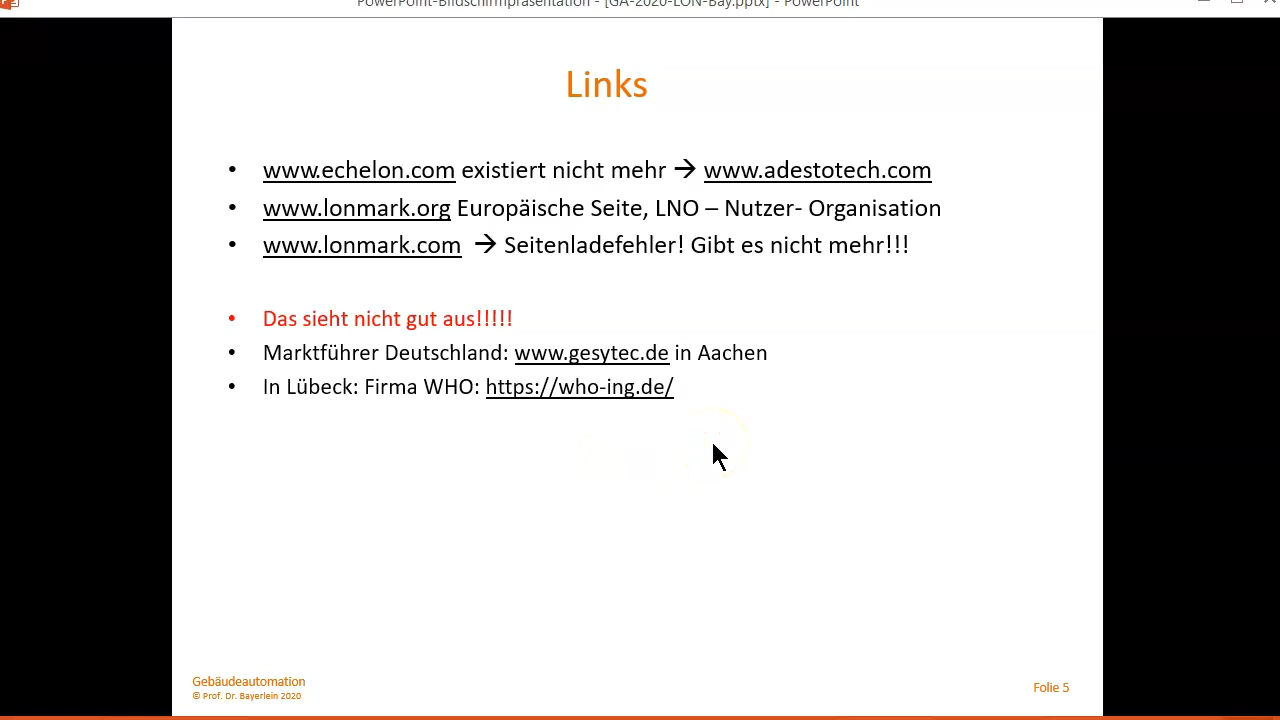 PowerPoint-Bildschirmpräsentation - [GA-2020-LON-Bay.pptx] - PowerPoint
Links
• www.echelon.com existiert nicht mehr → www.adestotech.com
• www.lonmark.org Europäische Seite, LNO – Nutzer- Organisation
• www.lonmark.com → Seitenladefehler! Gibt es nicht mehr!!!
• Das sieht nicht gut aus!!!!!
• Marktführer Deutschland: www.gesytec.de in Aachen
• In Lübeck: Firma WHO: https://who-ing.de/
Gebäudeautomation
© Prof. Dr. Bayerlein 2020
Folie 5